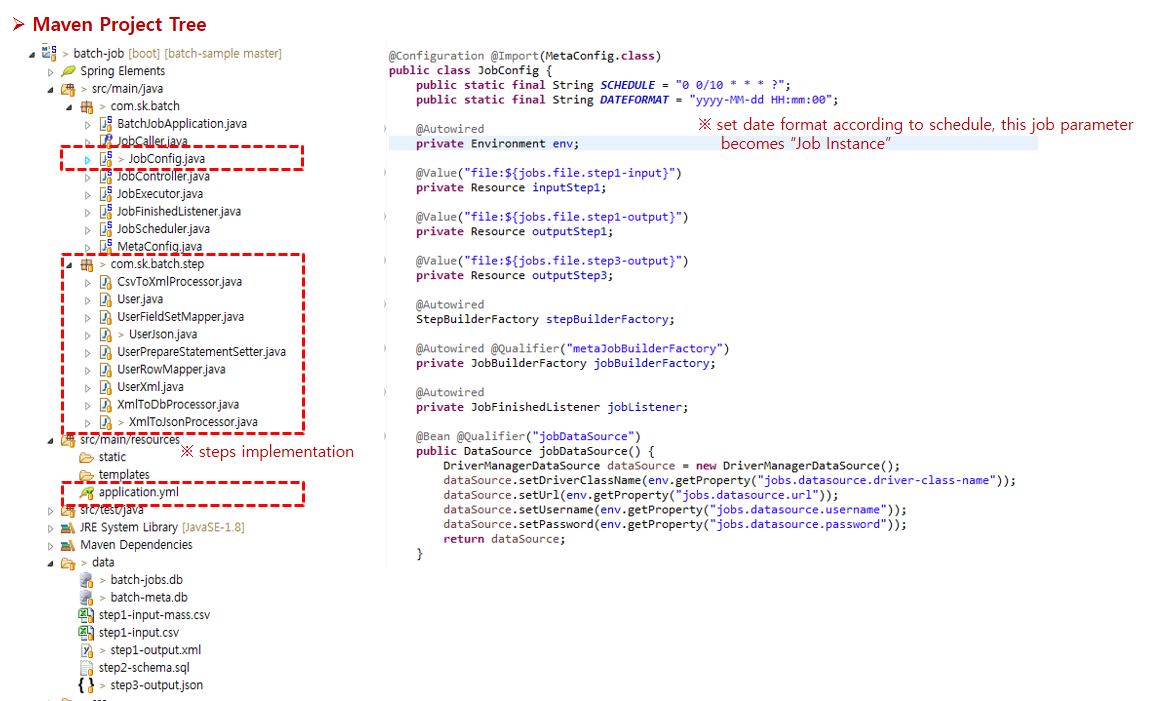 ➢ Maven Project Tree
> batch-job [boot] [batch-sample master]
Spring Elements
> src/main/java
> com.sk.batch
BatchJobApplication.java
JobCaller.java
> JobConfig.java
JobController.java
JobExecutor.java
JobFinishedListener.java
JobScheduler.java
MetaConfig.java
> com.sk.batch.step
CsvToXmlProcessor.java
User.java
UserFieldSetMapper.java
> UserJson.java
UserPrepareStatementSetter.java
UserRowMapper.java
UserXml.java
XmlToDbProcessor.java
> XmlToJsonProcessor.java
src/main/resources
※ steps implementation
static
templates
application.yml
src/test/java
JRE System Library [JavaSE-1.8]
Maven Dependencies
> data
> batch-jobs.db
> batch-meta.db
step1-input-mass.csv
step1-input.csv
> step1-output.xml
step2-schema.sql
> step3-output.json
@Configuration @Import(MetaConfig.class)
public class JobConfig {
public static final String SCHEDULE = "0 0/10 * * * ?";
public static final String DATEFORMAT = "yyyy-MM-dd HH:mm:00";
※ set date format according to schedule, this job parameter
becomes “Job Instance”
@Autowired
private Environment env;
@Value("file:${jobs.file.step1-input}")
private Resource inputStep1;
@Value("file:${jobs.file.step1-output}")
private Resource outputStep1;
@Value("file:${jobs.file.step3-output}")
private Resource outputStep3;
@Autowired
StepBuilderFactory stepBuilderFactory;
@Autowired @Qualifier("metaJobBuilderFactory")
private JobBuilderFactory jobBuilderFactory;
@Autowired
private JobFinishedListener jobListener;
@Bean @Qualifier("jobDataSource")
public DataSource jobDataSource() {
DriverManagerDataSource dataSource = new DriverManagerDataSource();
dataSource.setDriverClassName(env.getProperty("jobs.datasource.driver-class-name"));
dataSource.setUrl(env.getProperty("jobs.datasource.url"));
dataSource.setUsername(env.getProperty("jobs.datasource.username"));
dataSource.setPassword(env.getProperty("jobs.datasource.password"));
return dataSource;
}